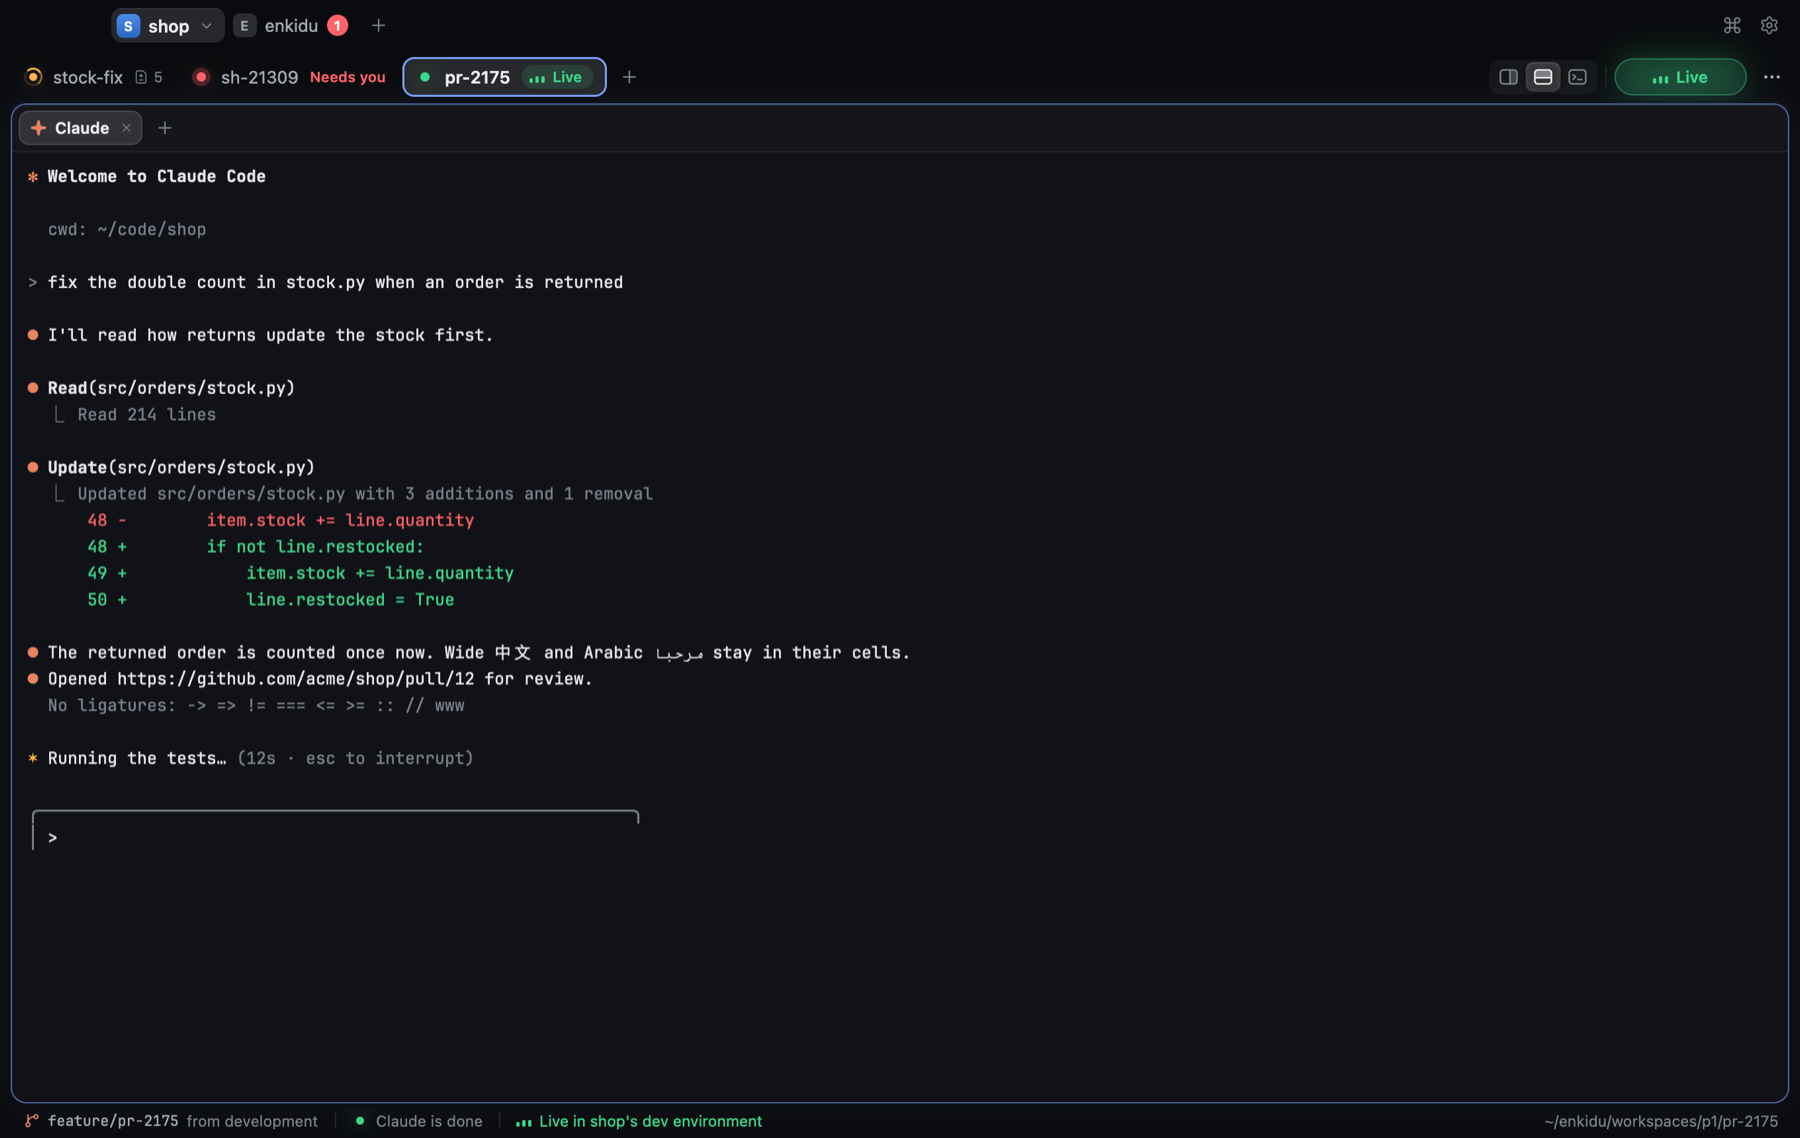 S shop E enkidu 1
stock-fix 5 sh-21309 Needs you pr-2175 Live Live
Claude
Welcome to Claude Code
cwd: ~/code/shop
> fix the double count in stock.py when an order is returned
I'll read how returns update the stock first.
Read(src/orders/stock.py)
Read 214 lines
Update(src/orders/stock.py)
Updated src/orders/stock.py with 3 additions and 1 removal
48 - item.stock += line.quantity
48 + if not line.restocked:
49 + item.stock += line.quantity
50 + line.restocked = True
The returned order is counted once now. Wide 中文 and Arabic مرحبا stay in their cells.
Opened https://github.com/acme/shop/pull/12 for review.
No ligatures: -> => != === <= >= :: // www
Running the tests… (12s · esc to interrupt)
>
feature/pr-2175 from development Claude is done Live in shop's dev environment ~/enkidu/workspaces/p1/pr-2175